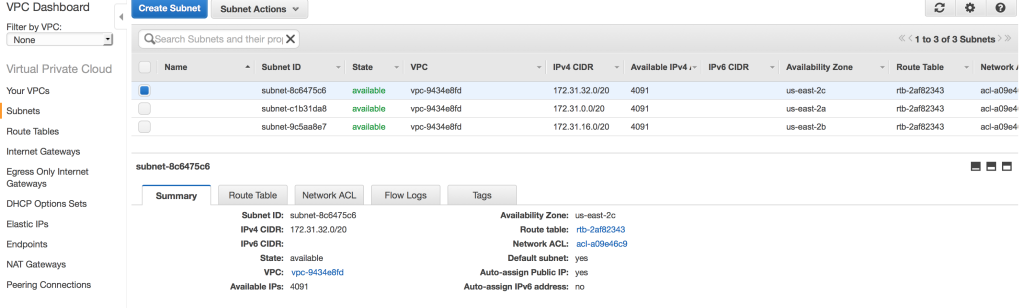 VPC Dashboard
Filter by VPC:
None
Virtual Private Cloud
Your VPCs
Subnets
Route Tables
Internet Gateways
Egress Only Internet
Gateways
DHCP Options Sets
Elastic IPs
Endpoints
NAT Gateways
Peering Connections
Create Subnet Subnet Actions
Search Subnets and their prop 1 to 3 of 3 Subnets
Name Subnet ID State VPC IPv4 CIDR Available IPv4 IPv6 CIDR Availability Zone Route Table Network A
subnet-8c6475c6 available vpc-9434e8fd 172.31.32.0/20 4091 us-east-2c rtb-2af82343 acl-a09e4
subnet-c1b31da8 available vpc-9434e8fd 172.31.0.0/20 4091 us-east-2a rtb-2af82343 acl-a09e4
subnet-9c5aa8e7 available vpc-9434e8fd 172.31.16.0/20 4091 us-east-2b rtb-2af82343 acl-a09e4
subnet-8c6475c6
Summary Route Table Network ACL Flow Logs Tags
Subnet ID: subnet-8c6475c6 Availability Zone: us-east-2c
IPv4 CIDR: 172.31.32.0/20 Route table: rtb-2af82343
IPv6 CIDR: Network ACL: acl-a09e46c9
State: available Default subnet: yes
VPC: vpc-9434e8fd Auto-assign Public IP: yes
Available IPs: 4091 Auto-assign IPv6 address: no